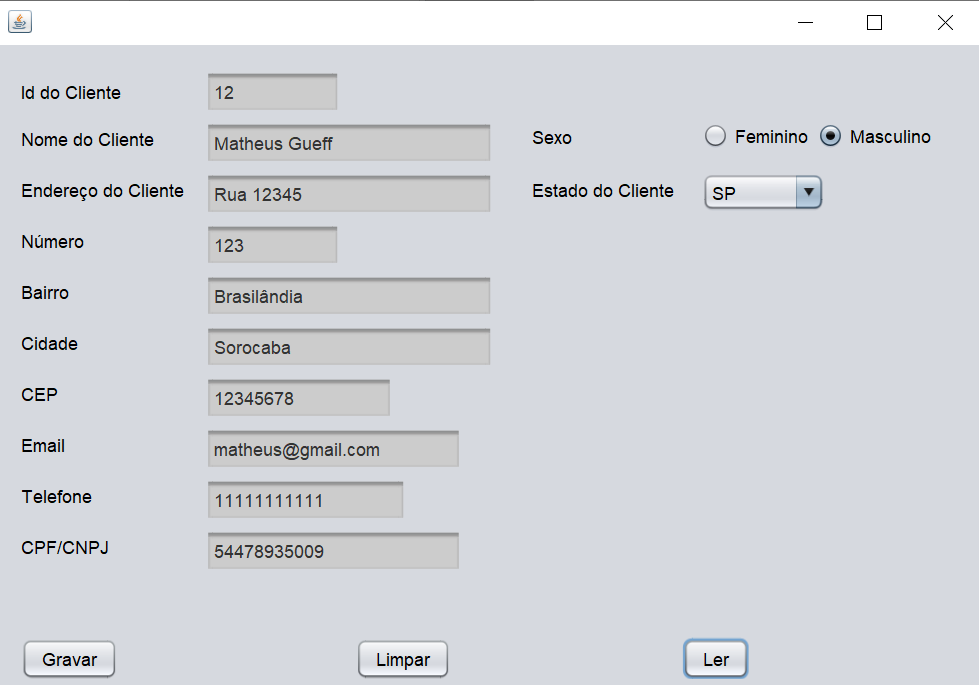 Id do Cliente 12
Nome do Cliente Matheus Gueff Sexo Feminino Masculino
Endereço do Cliente Rua 12345 Estado do Cliente SP
Número 123
Bairro Brasilândia
Cidade Sorocaba
CEP 12345678
Email matheus@gmail.com
Telefone 11111111111
CPF/CNPJ 54478935009
Gravar Limpar Ler